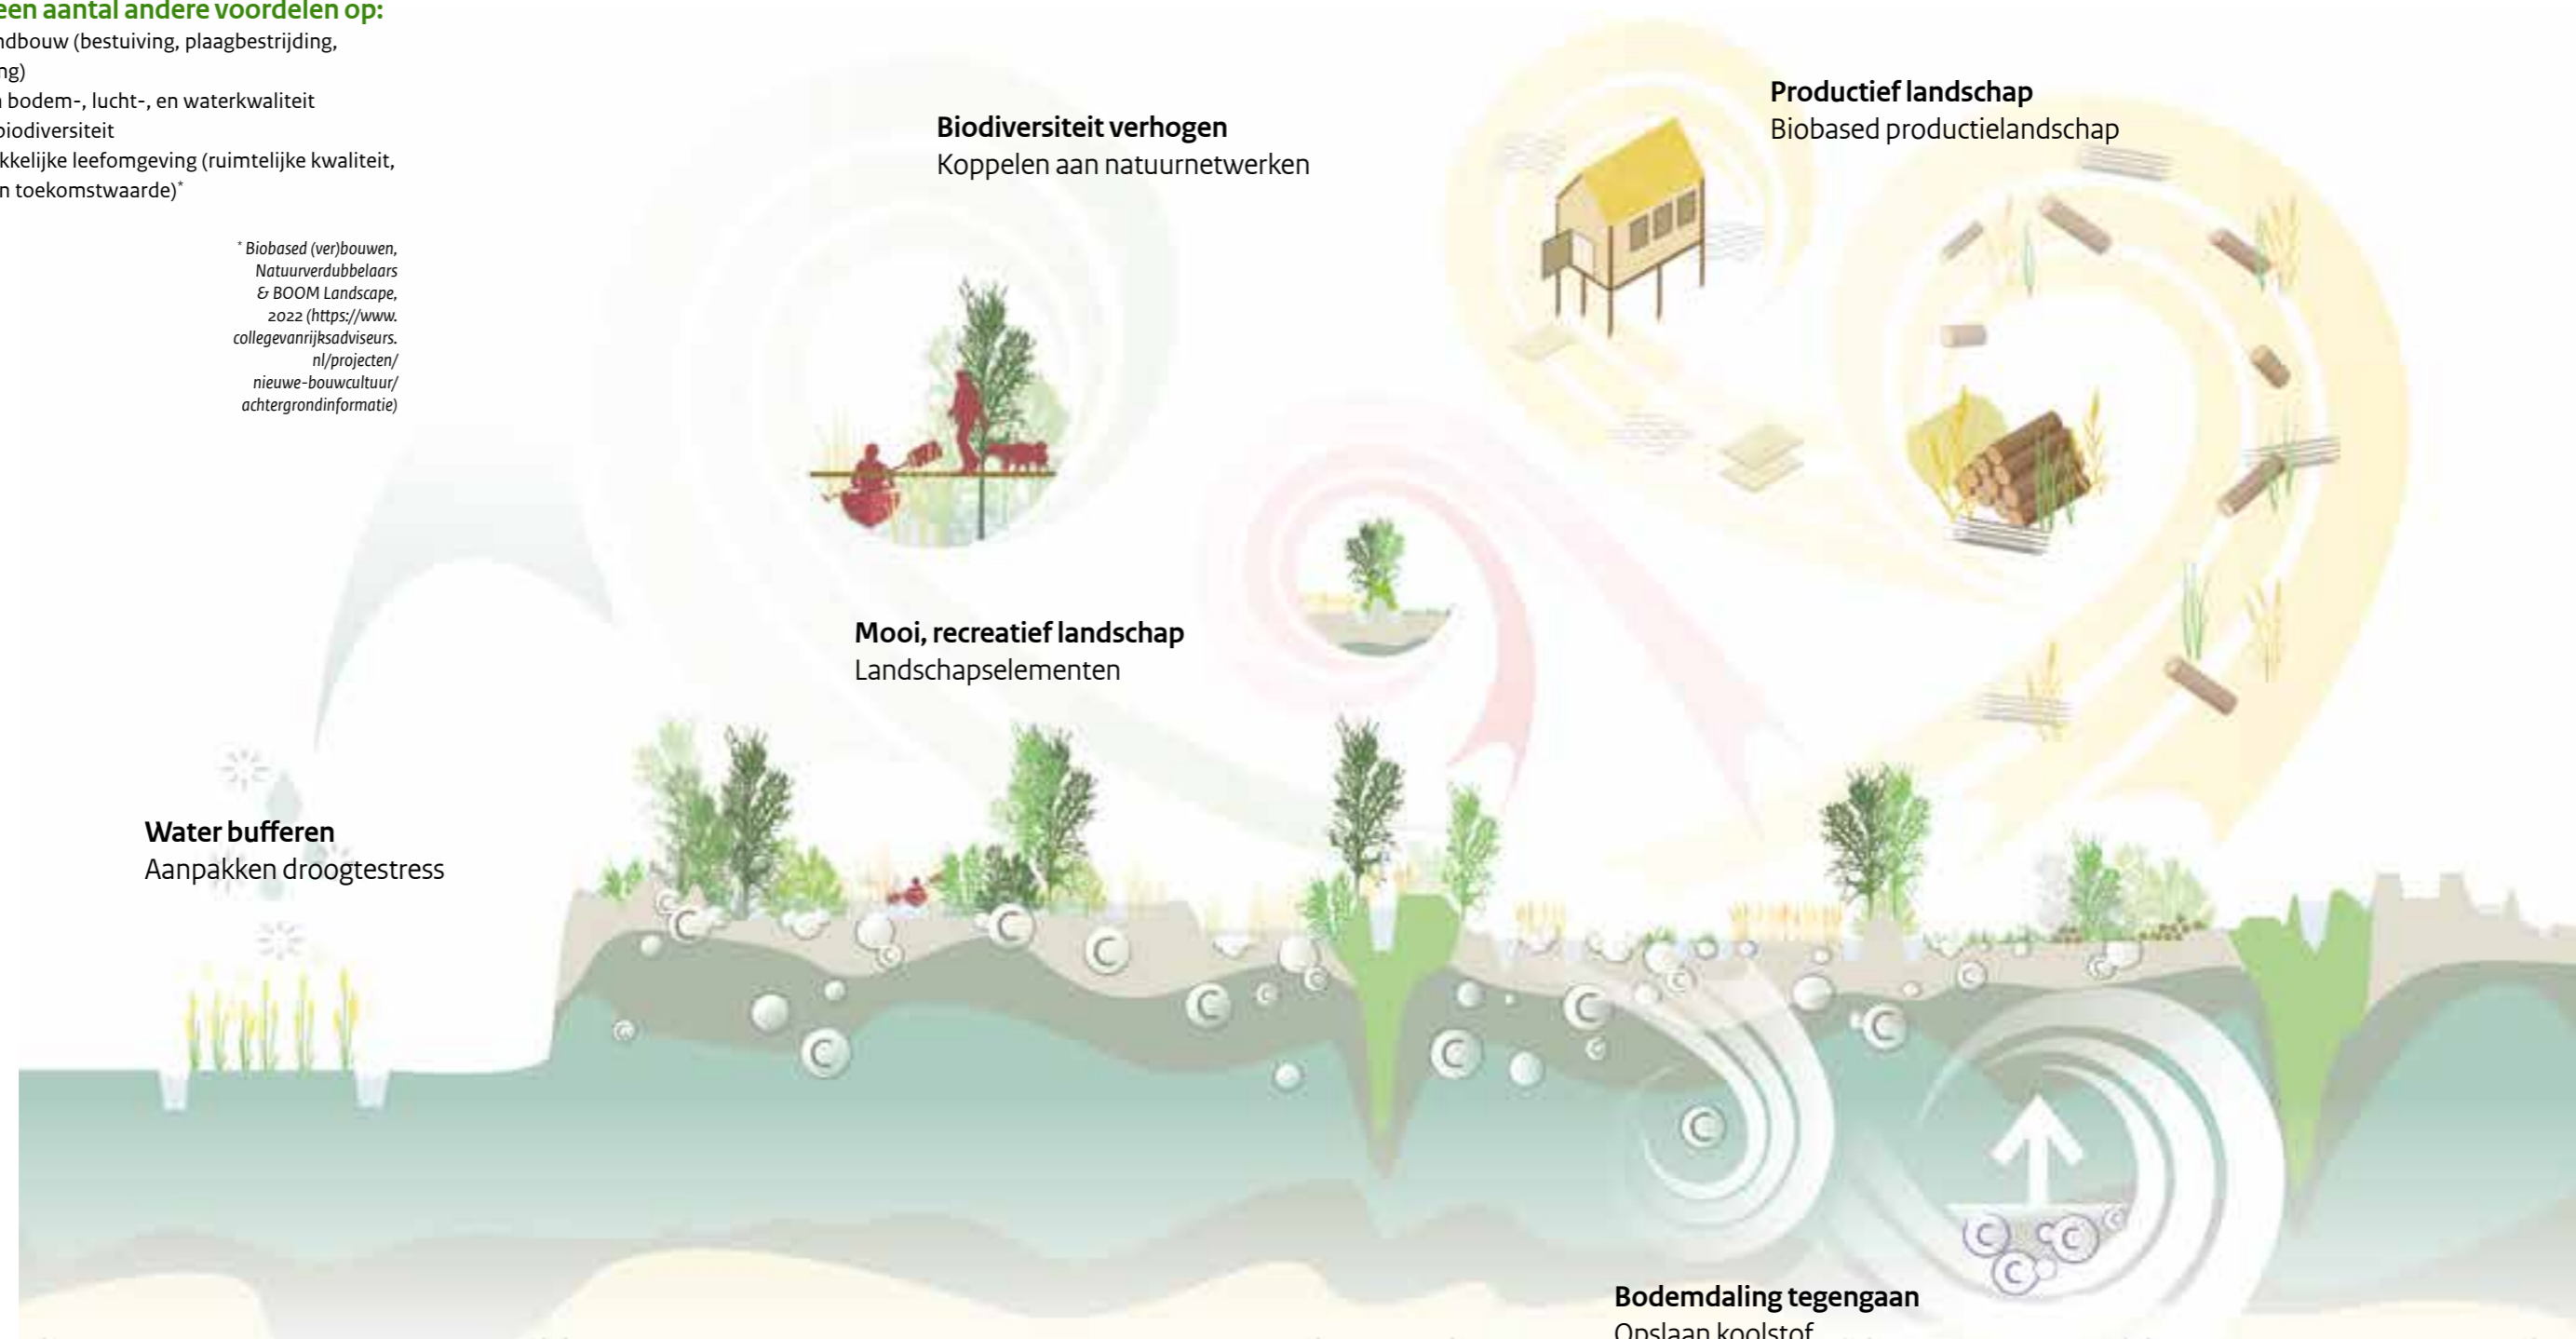 een aantal andere voordelen op:
ndbouw (bestuiving, plaagbestrijding,
ng)
n bodem-, lucht-, en waterkwaliteit
biodiversiteit
kkelijke leefomgeving (ruimtelijke kwaliteit,
n toekomstwaarde)*
* Biobased (ver)bouwen,
Natuurverdubbelaars
& BOOM Landscape,
2022 (https://www.
collegevanrijksadviseurs.
nl/projecten/
nieuwe-bouwcultuur/
achtergrondinformatie)
Biodiversiteit verhogen
Koppelen aan natuurnetwerken
Productief landschap
Biobased productielandschap
Mooi, recreatief landschap
Landschapselementen
Water bufferen
Aanpakken droogtestress
Bodemdaling tegengaan
Opslaan koolstof